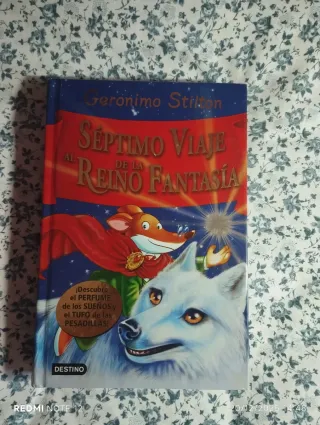 Geronimo Stilton
SÉPTIMO VIAJE
AL REINO DE LA FANTASÍA
¡Descubre
el PERFUME
de los SUEÑOS y
el TUFO de las
PESADILLAS!
DESTINO
REDMI NOTE